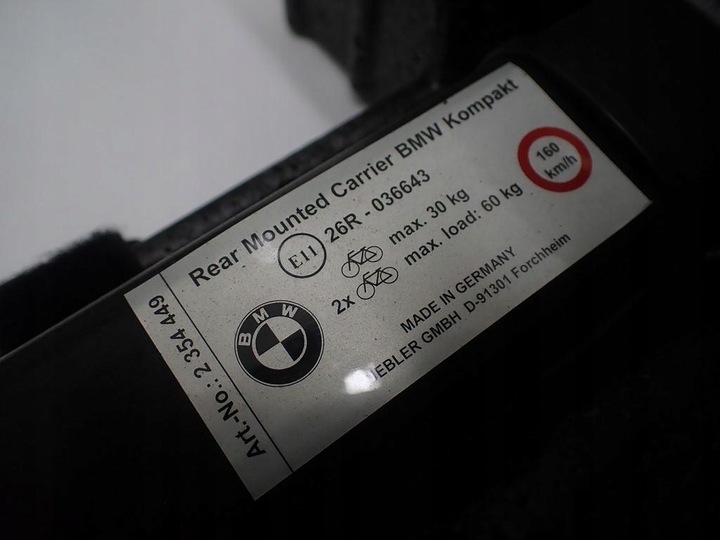 Art.-No.: 2 354 449
Rear Mounted Carrier BMW Kompakt
E11 26R - 036643
max. 30 kg
2x max. load: 60 kg
160
km/h
BMW
MADE IN GERMANY
GMBH D-91301 Forchheim